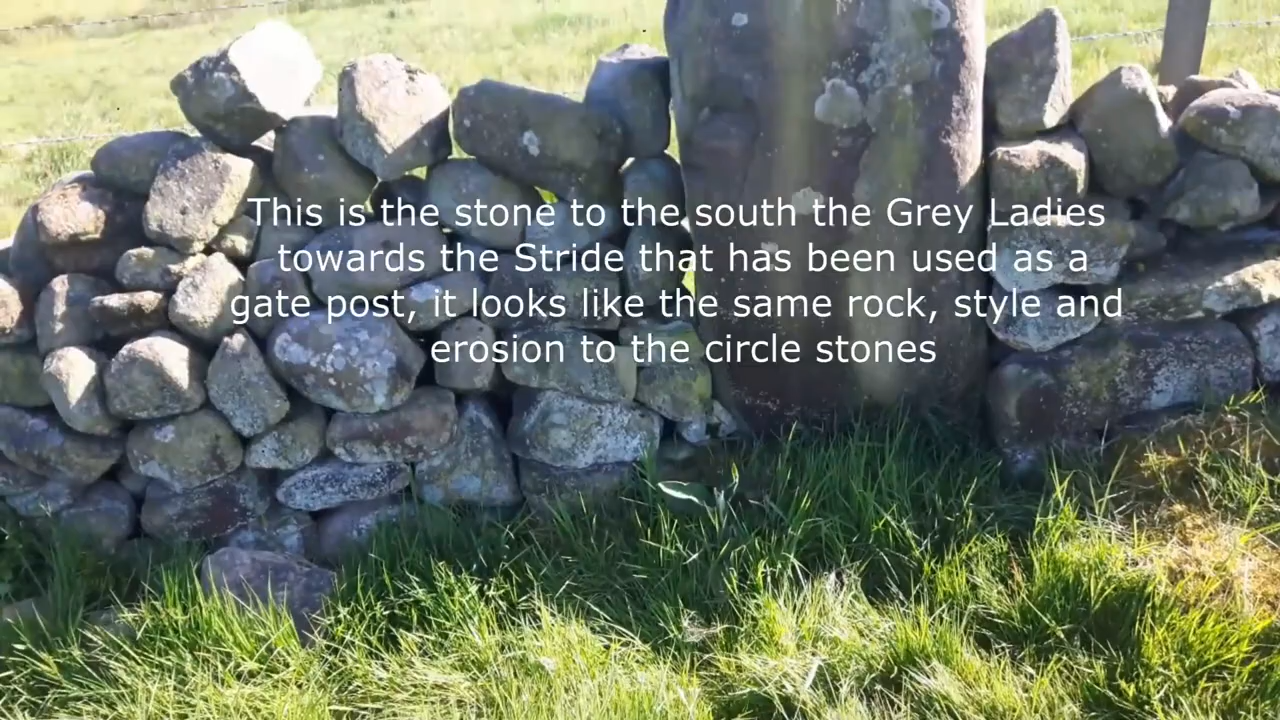 This is the stone to the south the Grey Ladies
towards the Stride that has been used as a
gate post, it looks like the same rock, style and
erosion to the circle stones